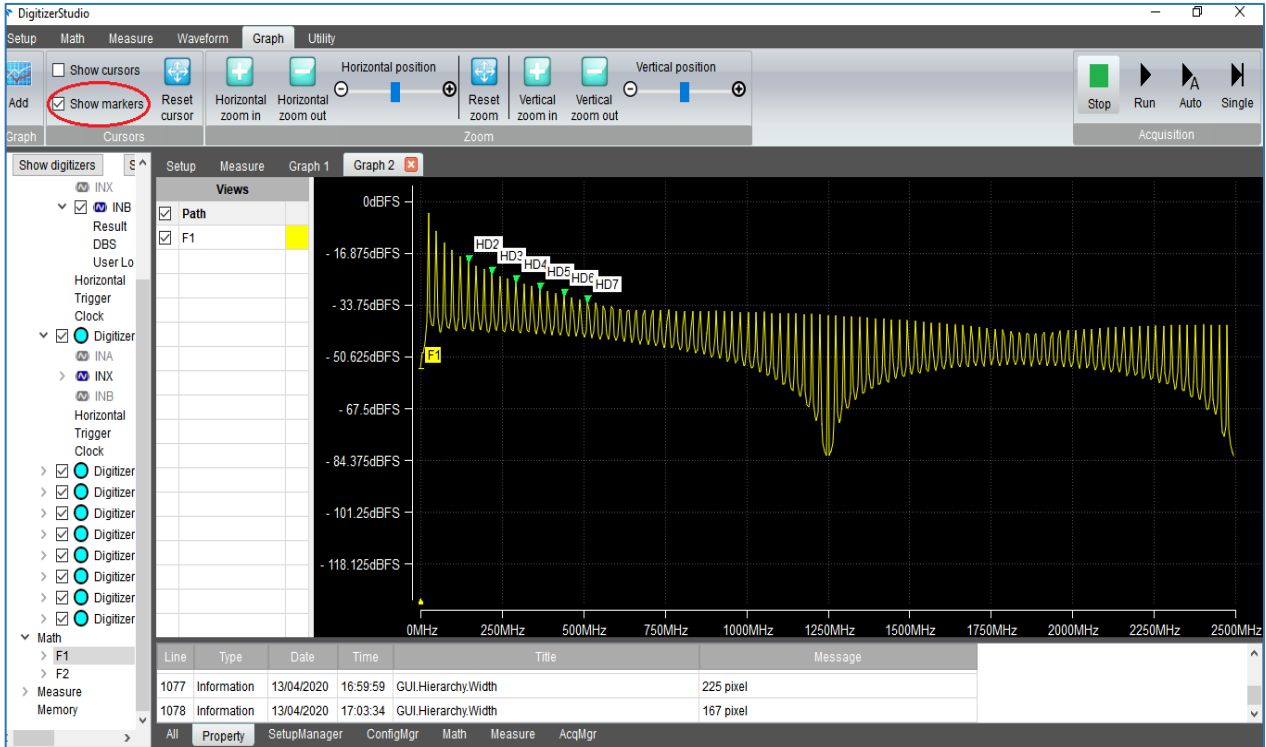 DigitizerStudio
Setup Math Measure Waveform Graph Utility
Show cursors
Show markers
Add
Reset cursor
Horizontal zoom in
Horizontal zoom out
Horizontal position
Reset zoom
Vertical zoom in
Vertical zoom out
Vertical position
Stop Run Auto Single
Graph Cursors Zoom Acquisition
Show digitizers S
INX
INB
Result
DBS
User Lo
Horizontal
Trigger
Clock
Digitizer
INA
INX
INB
Horizontal
Trigger
Clock
Digitizer
Digitizer
Digitizer
Digitizer
Digitizer
Digitizer
Digitizer
Digitizer
Math
F1
F2
Measure
Memory
Setup Measure Graph 1 Graph 2
Views
Path
F1
0dBFS
- 16.875dBFS
- 33.75dBFS
- 50.625dBFS
- 67.5dBFS
- 84.375dBFS
- 101.25dBFS
- 118.125dBFS
HD2
HD3
HD4
HD5
HD6
HD7
F1
0MHz 250MHz 500MHz 750MHz 1000MHz 1250MHz 1500MHz 1750MHz 2000MHz 2250MHz 2500MHz
Line Type Date Time Title Message
1077 Information 13/04/2020 16:59:59 GUI.Hierarchy.Width 225 pixel
1078 Information 13/04/2020 17:03:34 GUI.Hierarchy.Width 167 pixel
All Property SetupManager ConfigMgr Math Measure AcqMgr